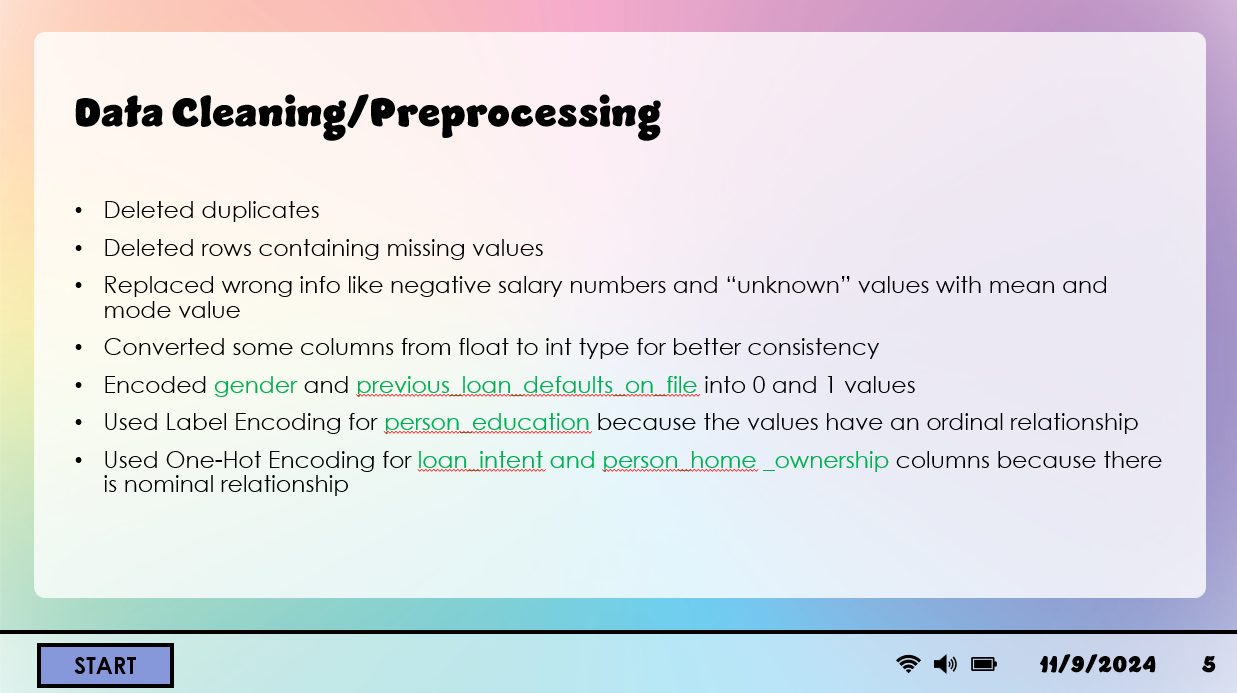 Data Cleaning/Preprocessing
• Deleted duplicates
• Deleted rows containing missing values
• Replaced wrong info like negative salary numbers and “unknown” values with mean and
mode value
• Converted some columns from float to int type for better consistency
• Encoded gender and previous_loan_defaults_on_file into 0 and 1 values
• Used Label Encoding for person_education because the values have an ordinal relationship
• Used One-Hot Encoding for loan_intent and person_home _ownership columns because there
is nominal relationship
START
11/9/2024
5